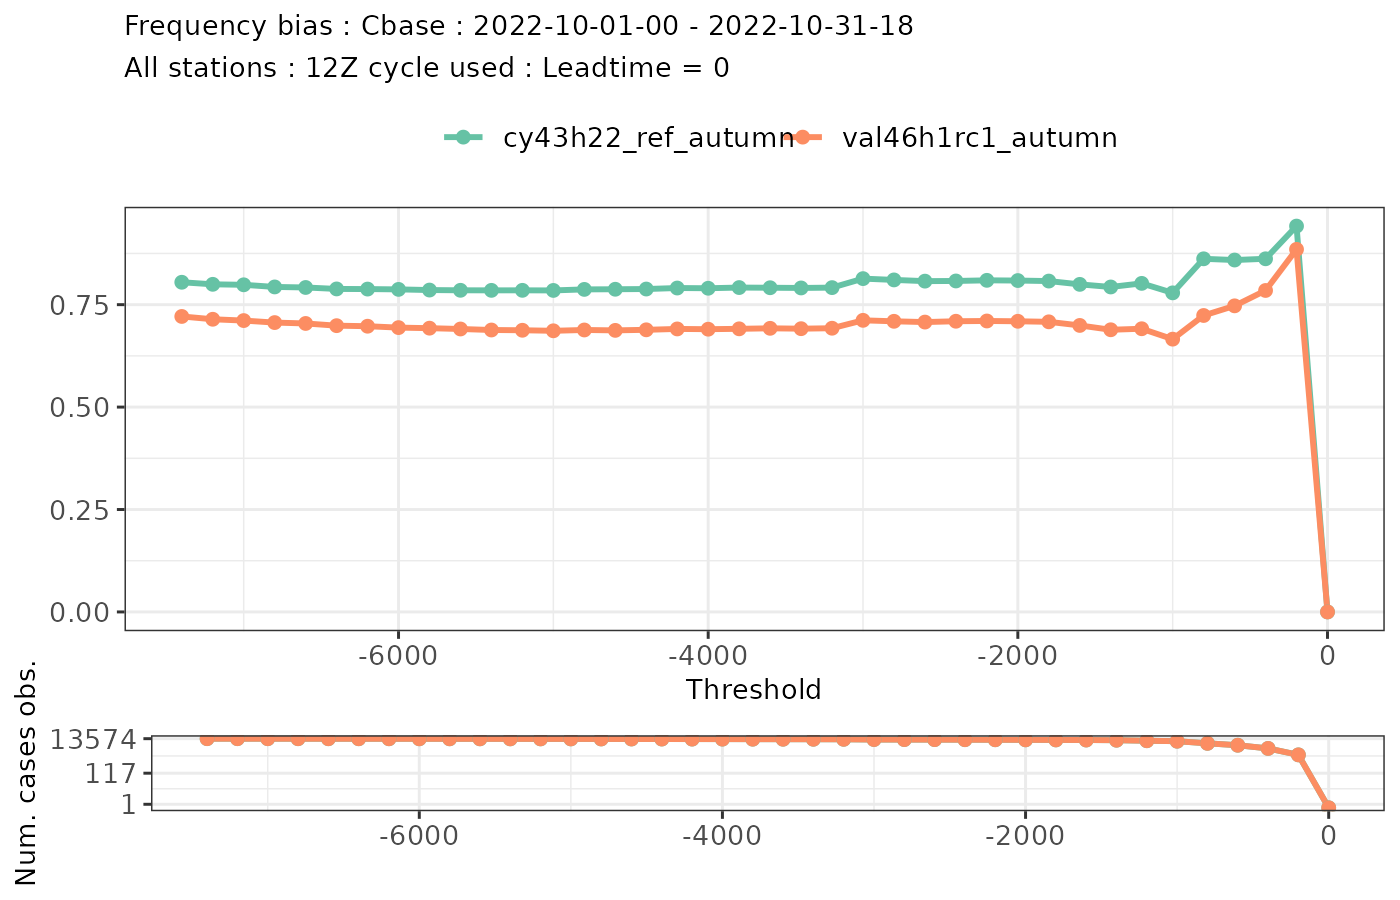 Frequency bias : Cbase : 2022-10-01-00 - 2022-10-31-18
All stations : 12Z cycle used : Leadtime = 0
cy43h22_ref_autumn val46h1rc1_autumn
0.75
0.50
0.25
0.00
-6000 -4000 -2000 0
Threshold
Num. cases obs.
13574
117
1
-6000 -4000 -2000 0